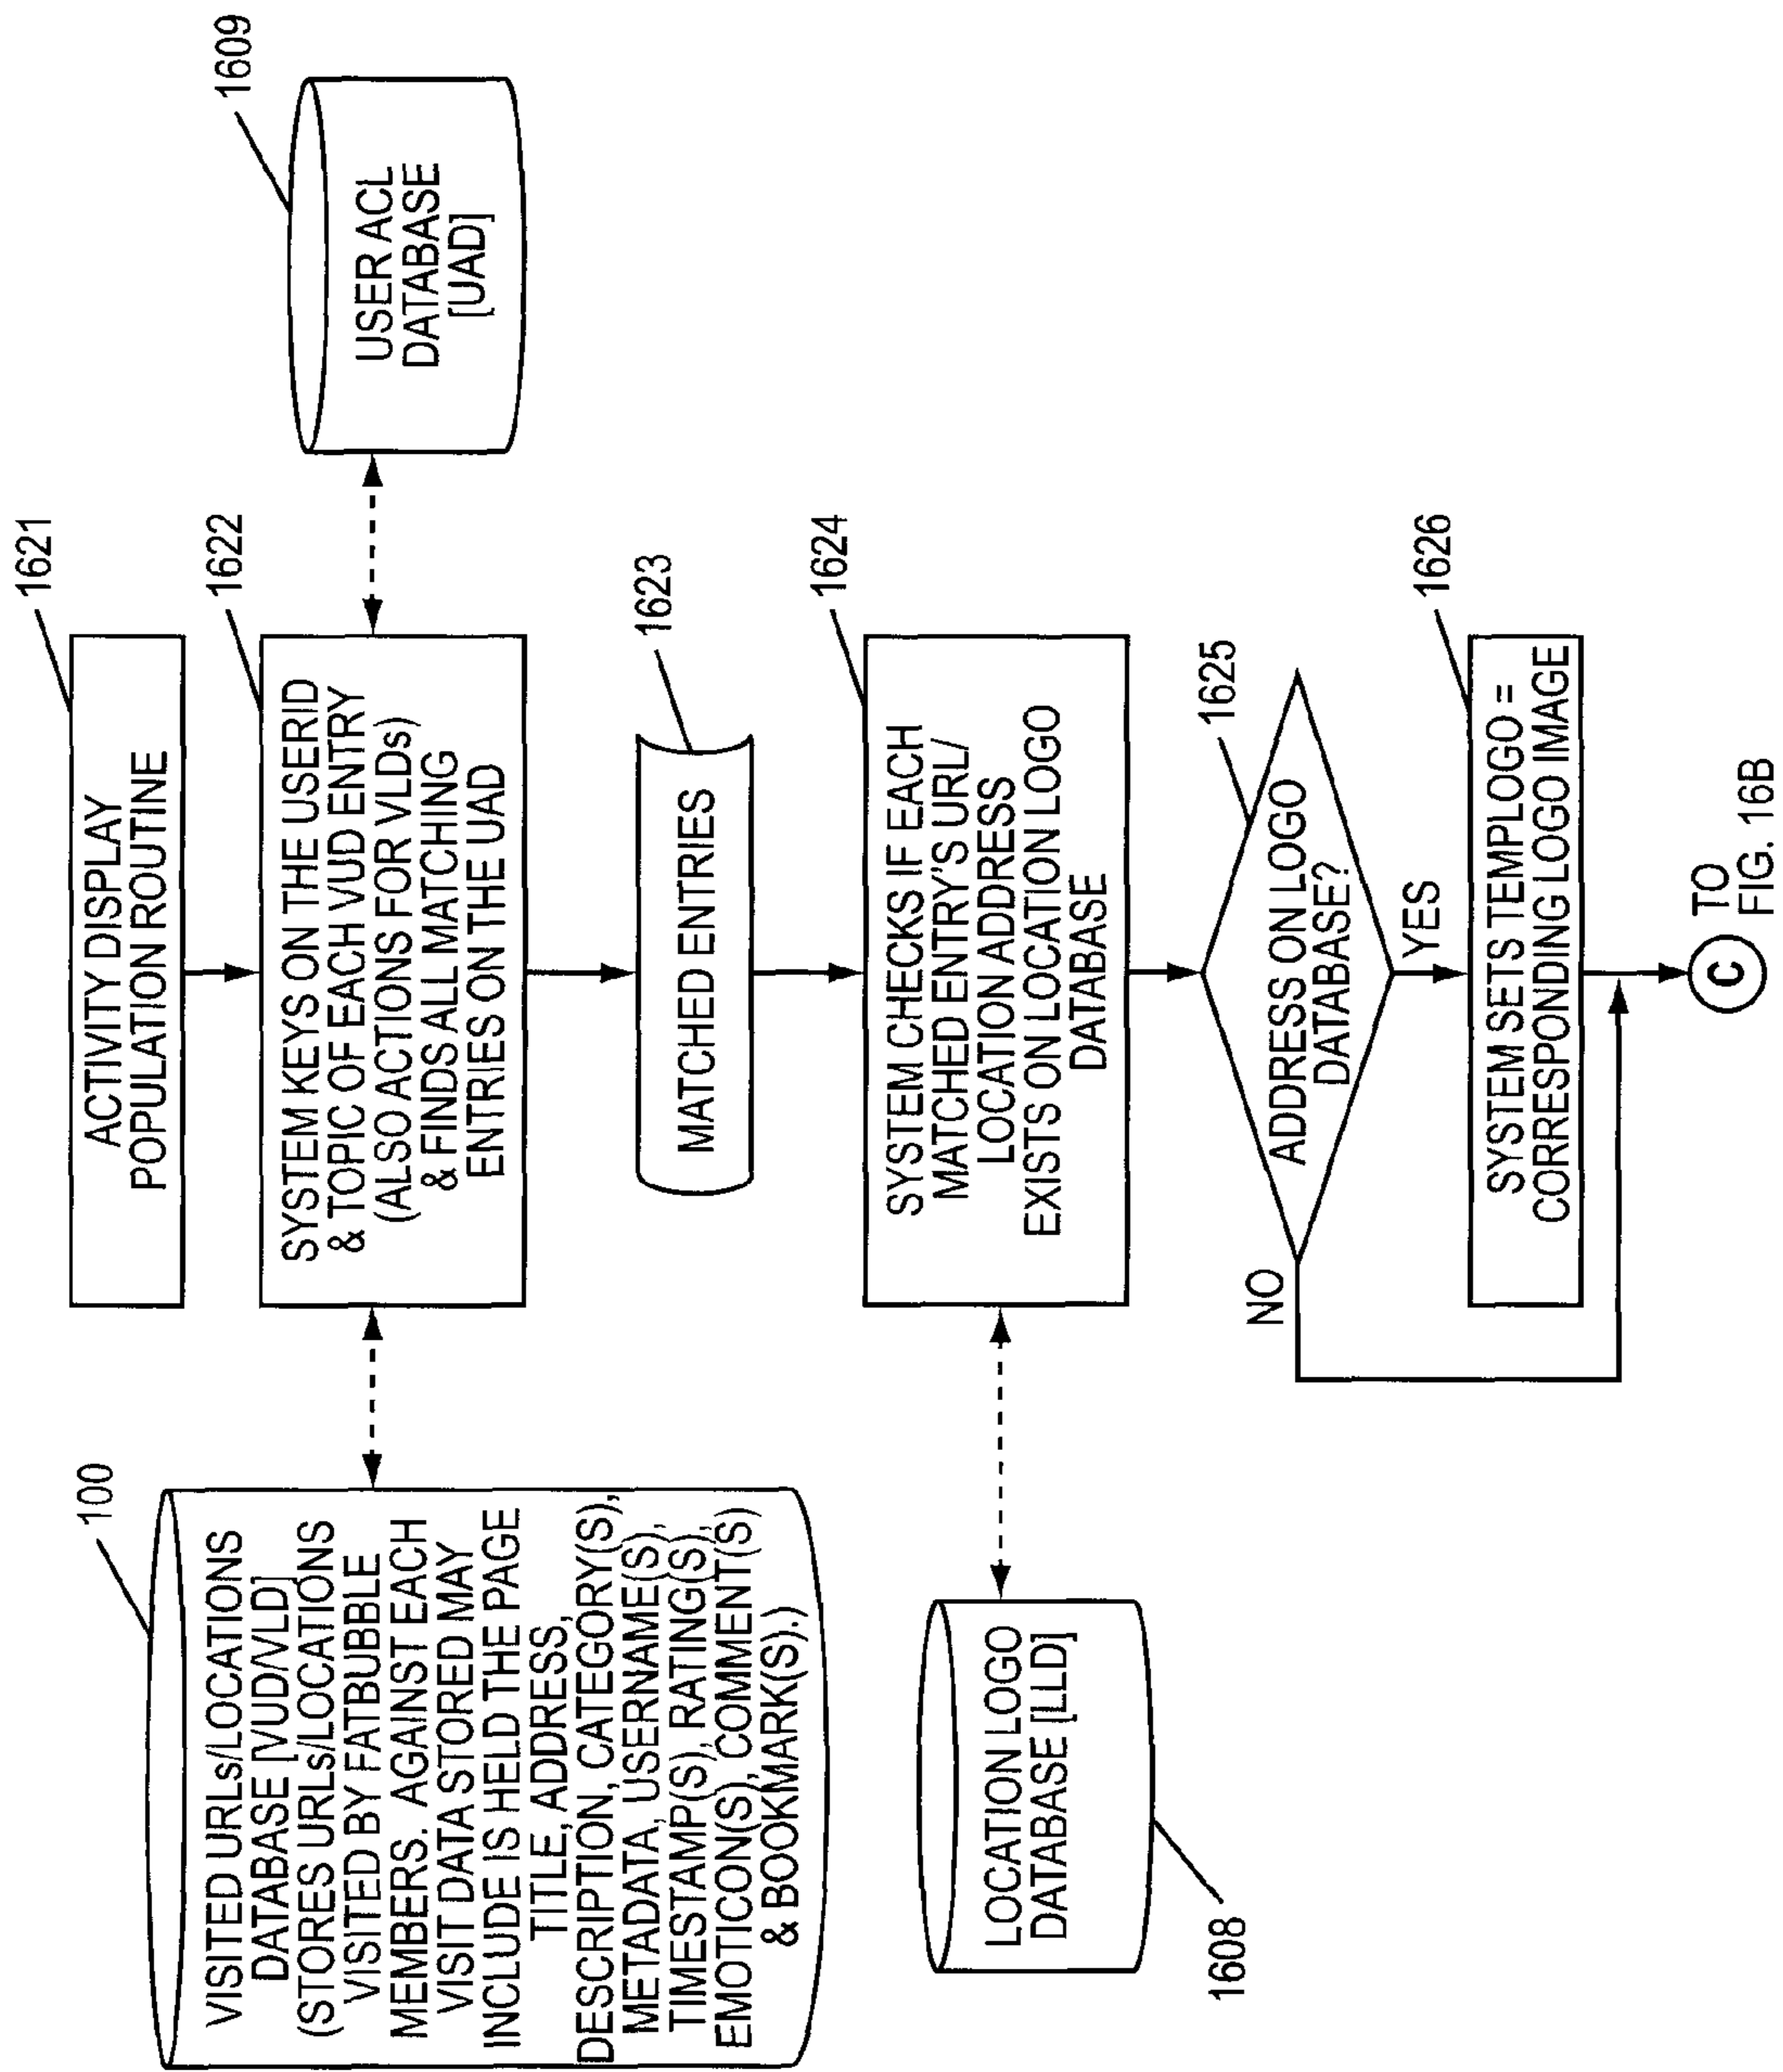 1621
ACTIVITY DISPLAY
POPULATION ROUTINE
1622
SYSTEM KEYS ON THE USERID
& TOPIC OF EACH VUD ENTRY
(ALSO ACTIONS FOR VLDs)
& FINDS ALL MATCHING
ENTRIES ON THE UAD
100
VISITED URLs/LOCATIONS
DATABASE [VUD/VLD]
(STORES URLs/LOCATIONS
VISITED BY FATBUBBLE
MEMBERS. AGAINST EACH
VISIT DATA STORED MAY
INCLUDE IS HELD THE PAGE
TITLE, ADDRESS,
DESCRIPTION, CATEGORY(S),
METADATA, USERNAME(S),
TIMESTAMP(S), RATING(S),
EMOTICON(S), COMMENT(S)
& BOOKMARK(S).)
1609
USER ACL
DATABASE
[UAD]
1623
MATCHED ENTRIES
1624
SYSTEM CHECKS IF EACH
MATCHED ENTRY'S URL/
LOCATION ADDRESS
EXISTS ON LOCATION LOGO
DATABASE
LOCATION LOGO
DATABASE [LLD]
1608
1625
ADDRESS ON LOGO
DATABASE?
NO
YES
1626
SYSTEM SETS TEMPLOGO =
CORRESPONDING LOGO IMAGE
C TO
FIG. 16B